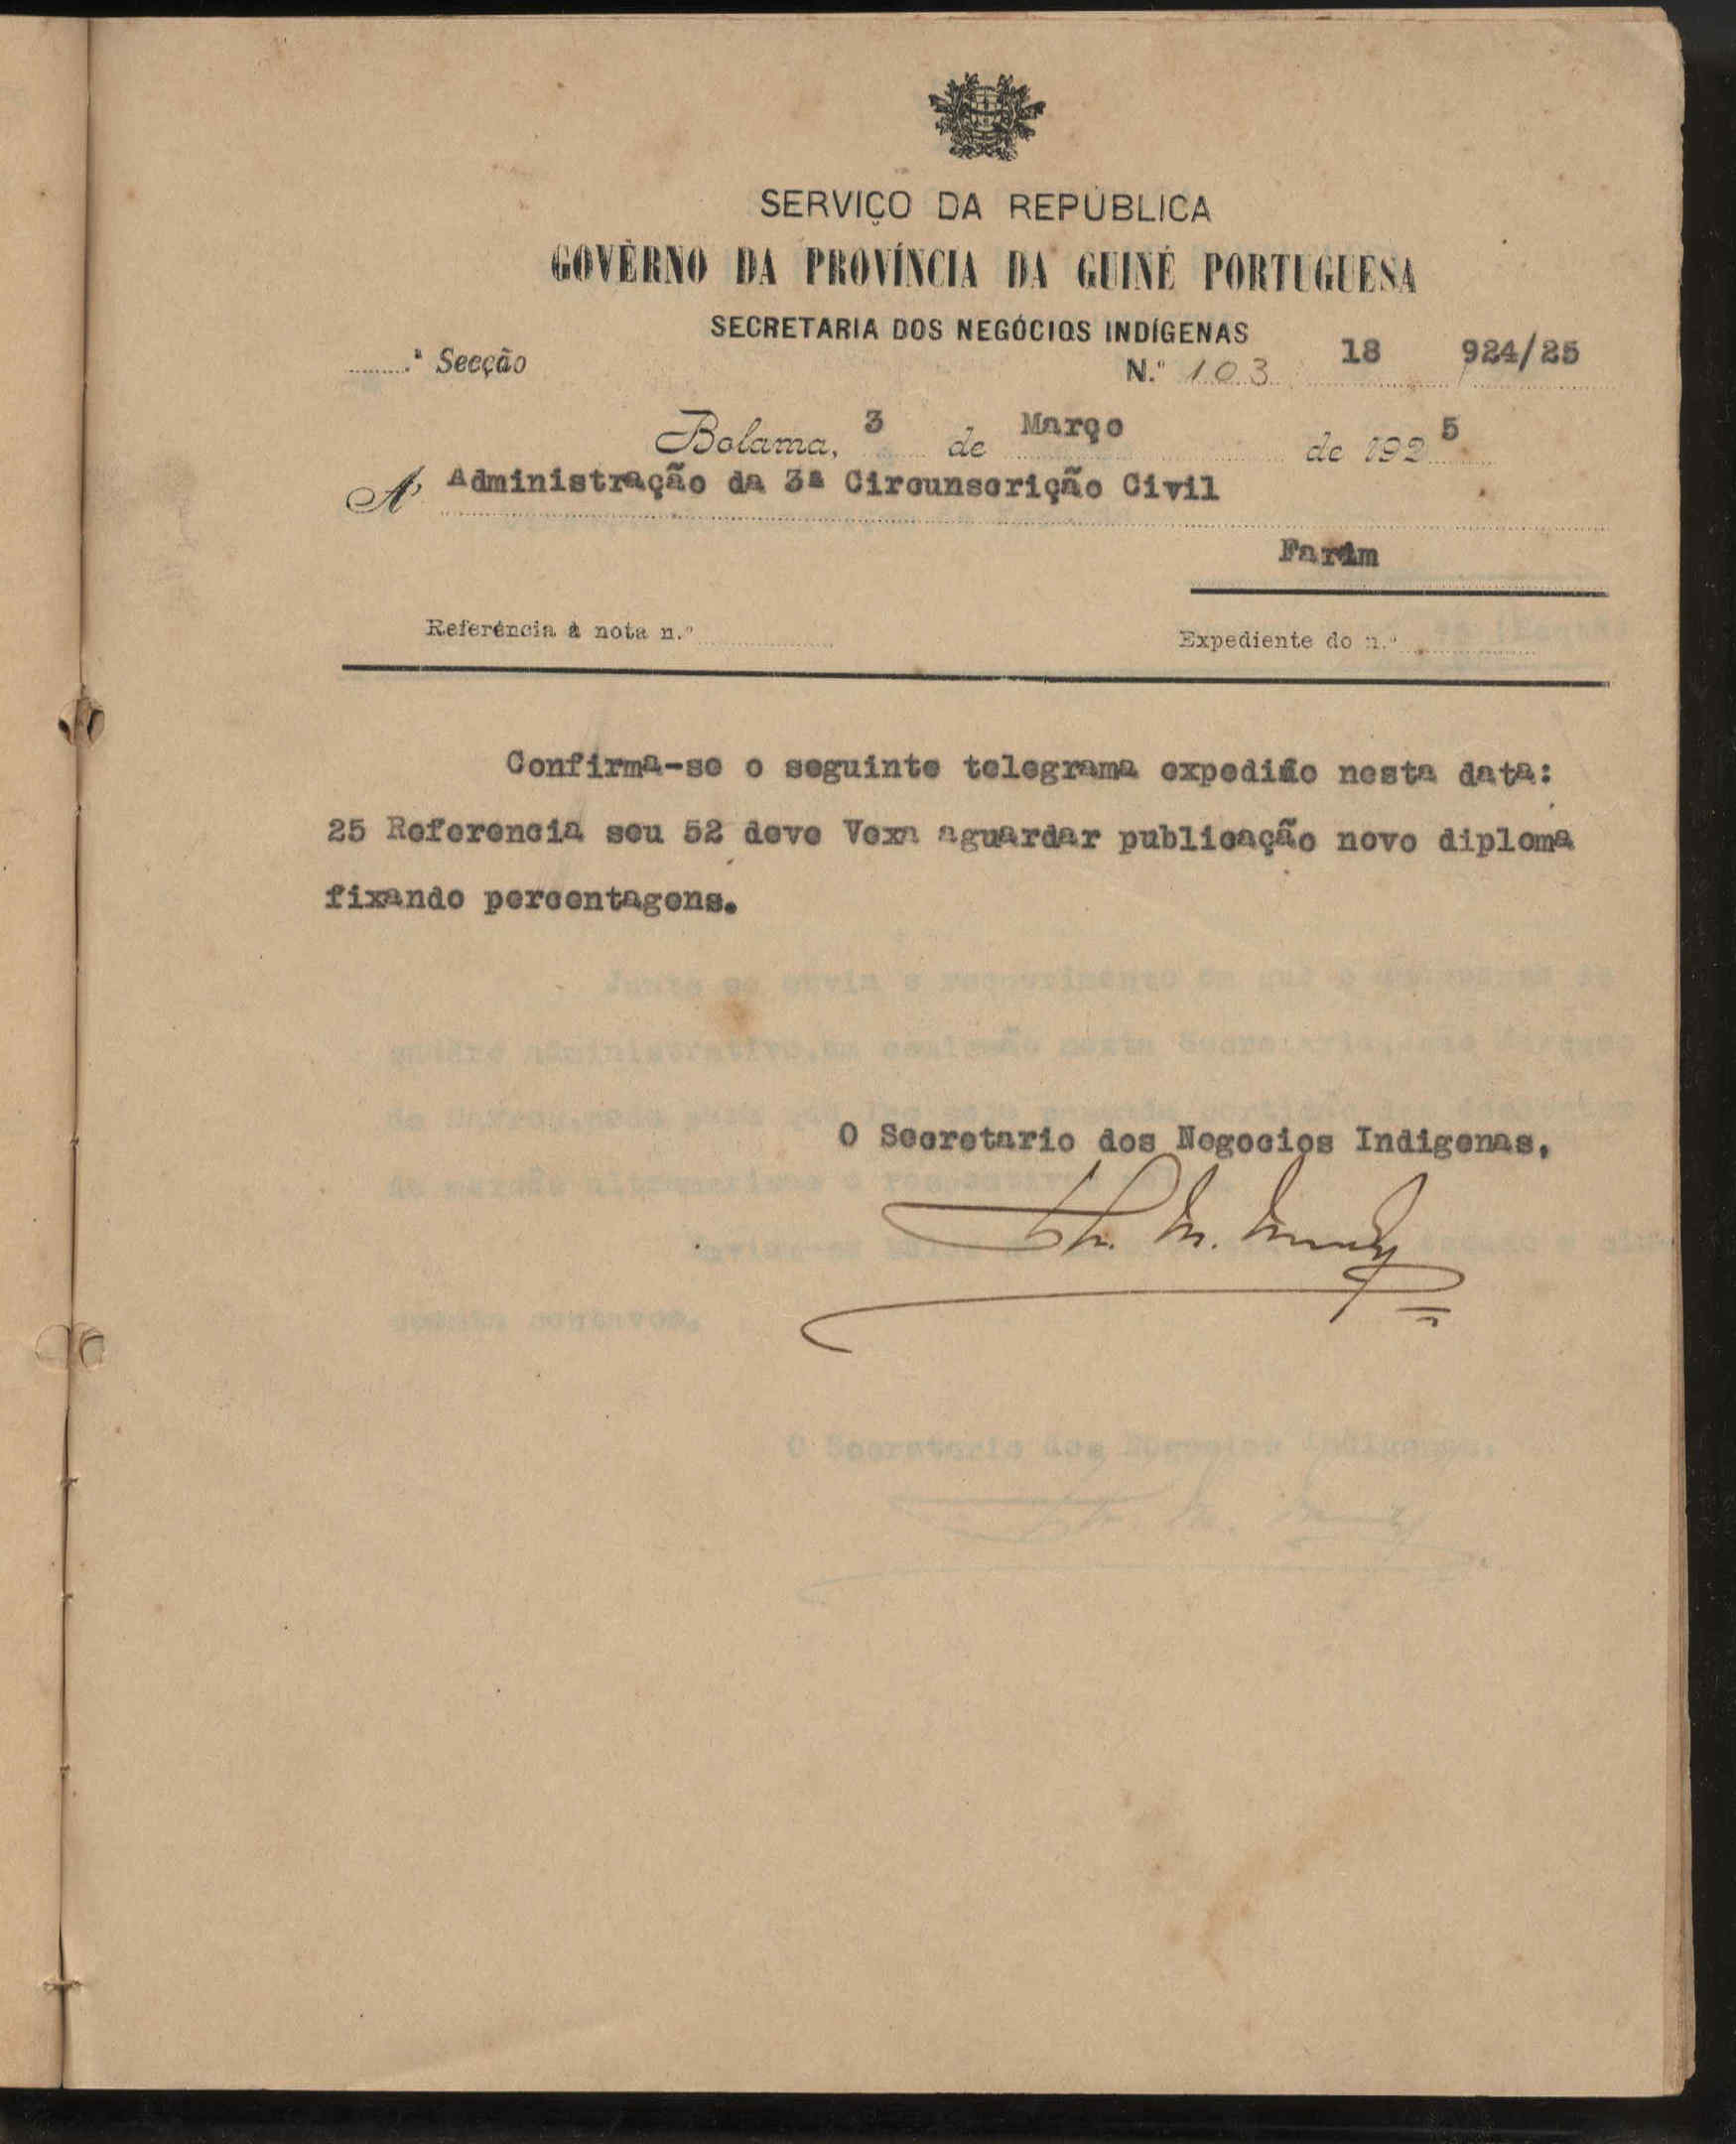 SERVIÇO DA REPÚBLICA
GOVÊRNO DA PROVÍNCIA DA GUINÉ PORTUGUESA
SECRETARIA DOS NEGÓCIOS INDÍGENAS
..........ª Secção
N.º 103 18 924/25
Bolama, 3 de Março de 1925
A' Administração da 3ª Circunscrição Civil
Farim
Referência à nota n.º
Expediente do n.º
Confirma-se o seguinte telegrama expedido nesta data:
25 Referencia seu 52 deve Vexa aguardar publicação novo diploma
fixando percentagens.
O Secretario dos Negocios Indigenas,